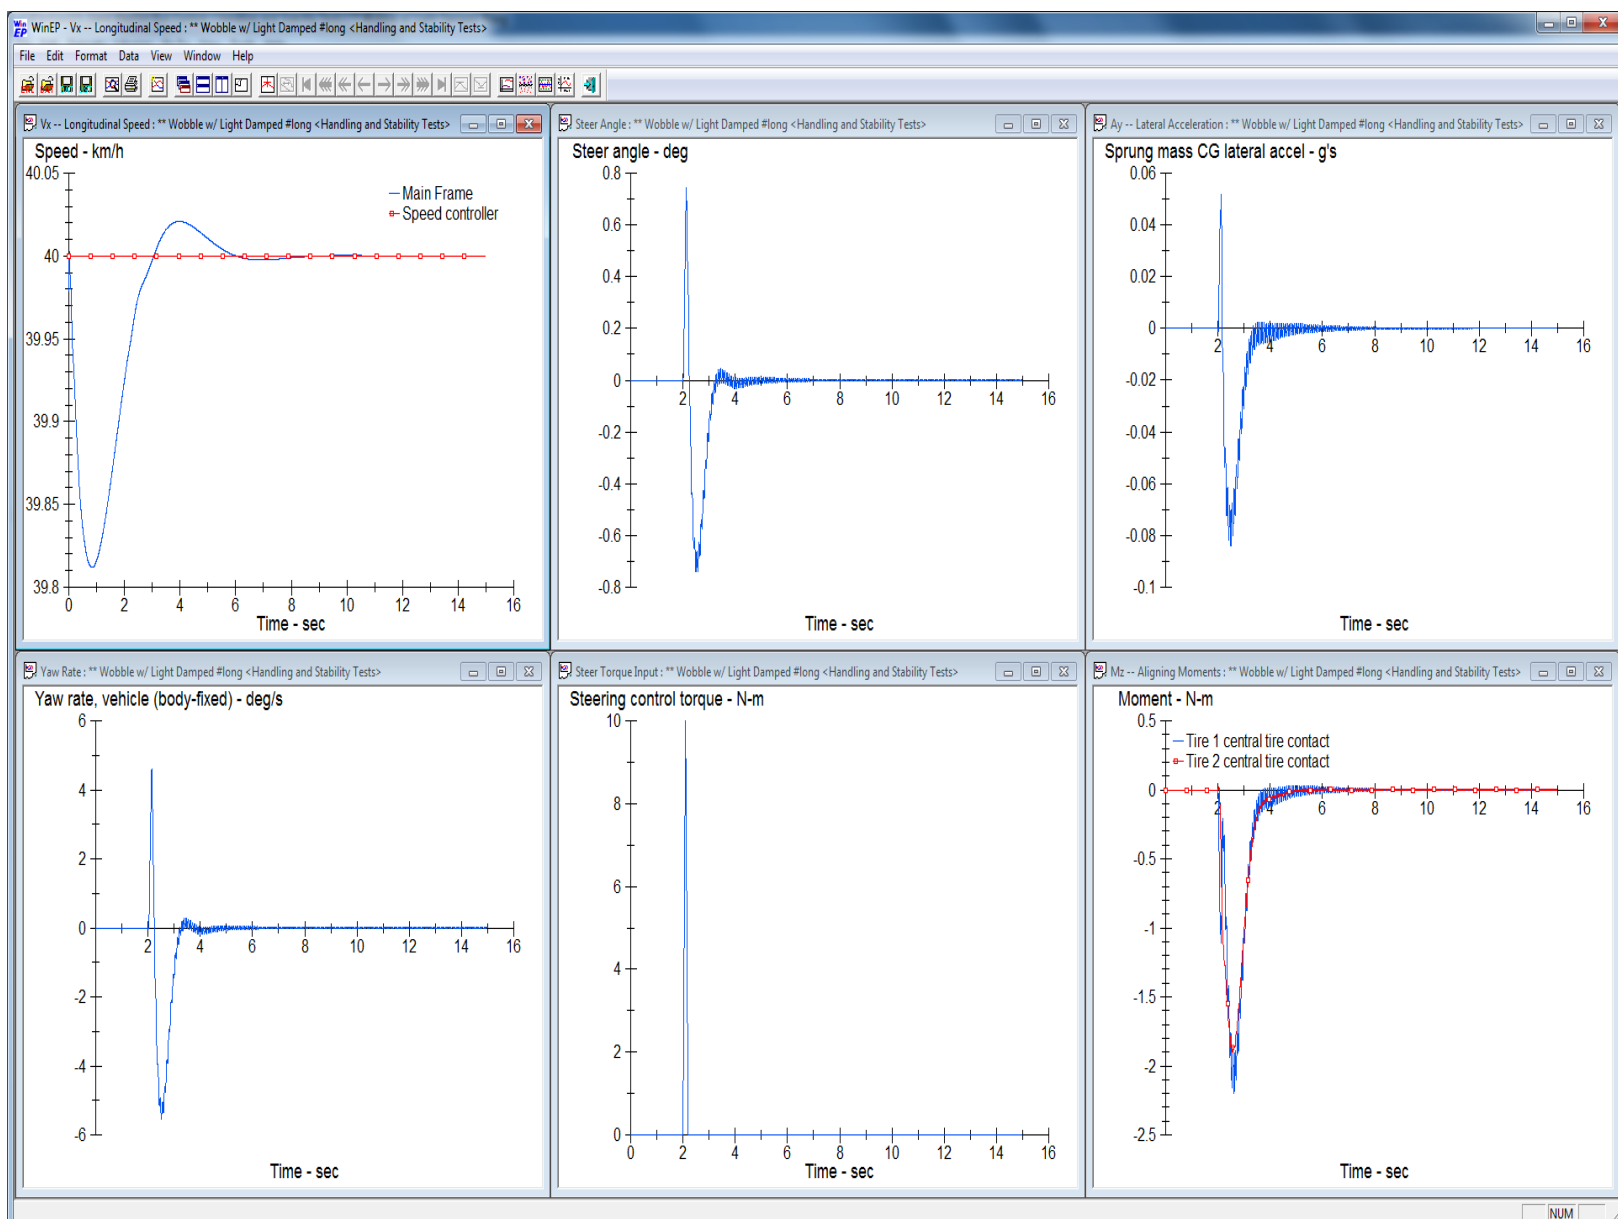 WinEP - Vx -- Longitudinal Speed : ** Wobble w/ Light Damped #long <Handling and Stability Tests>
File Edit Format Data View Window Help
Vx -- Longitudinal Speed : ** Wobble w/ Light Damped #long <Handling and Stability Tests>
Speed - km/h
40.05
40
39.95
39.9
39.85
39.8
Main Frame
Speed controller
0 2 4 6 8 10 12 14 16
Time - sec
Steer Angle : ** Wobble w/ Light Damped #long <Handling and Stability Tests>
Steer angle - deg
0.8
0.6
0.4
0.2
0
-0.2
-0.4
-0.6
-0.8
2 4 6 8 10 12 14 16
Time - sec
Ay -- Lateral Acceleration : ** Wobble w/ Light Damped #long <Handling and Stability Tests>
Sprung mass CG lateral accel - g's
0.06
0.04
0.02
0
-0.02
-0.04
-0.06
-0.08
-0.1
2 4 6 8 10 12 14 16
Time - sec
Yaw Rate : ** Wobble w/ Light Damped #long <Handling and Stability Tests>
Yaw rate, vehicle (body-fixed) - deg/s
6
4
2
0
-2
-4
-6
2 4 6 8 10 12 14 16
Time - sec
Steer Torque Input : ** Wobble w/ Light Damped #long <Handling and Stability Tests>
Steering control torque - N-m
10
8
6
4
2
0
0 2 4 6 8 10 12 14 16
Time - sec
Mz -- Aligning Moments : ** Wobble w/ Light Damped #long <Handling and Stability Tests>
Moment - N-m
0.5
0
-0.5
-1
-1.5
-2
-2.5
Tire 1 central tire contact
Tire 2 central tire contact
2 4 6 8 10 12 14 16
Time - sec
NUM